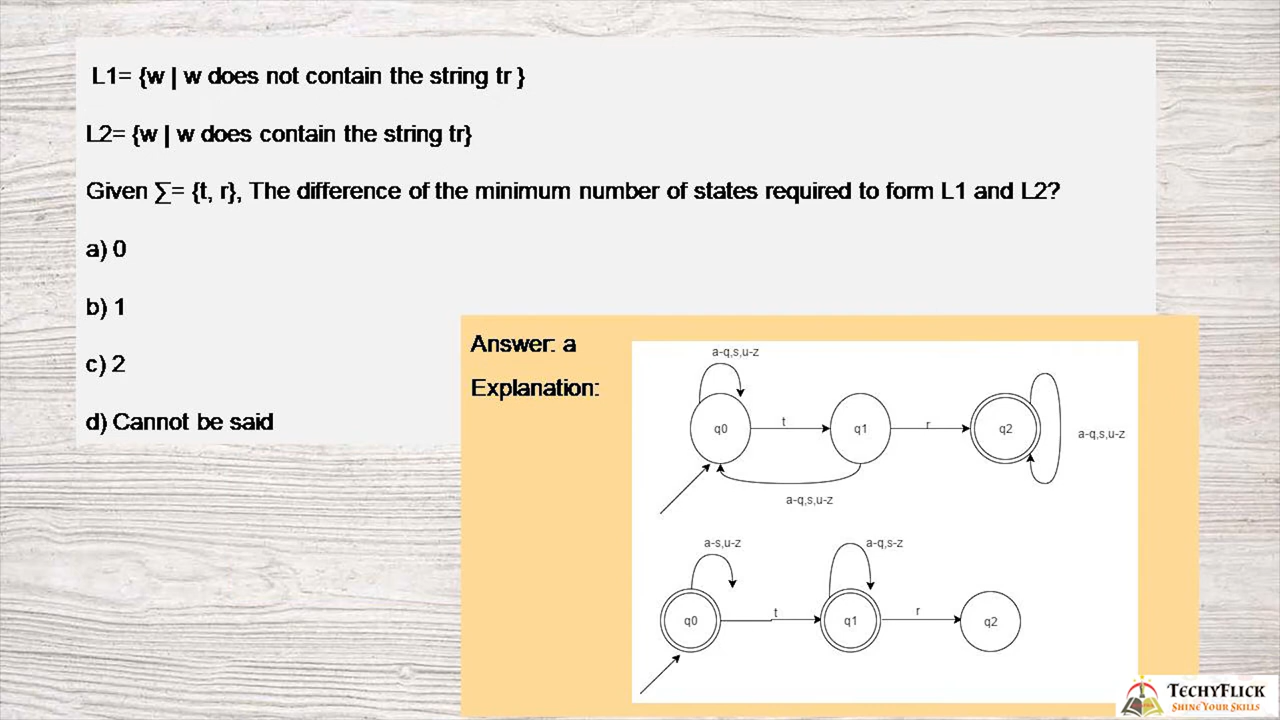 L1= {w | w does not contain the string tr }
L2= {w | w does contain the string tr}
Given ∑= {t, r}, The difference of the minimum number of states required to form L1 and L2?
a) 0
b) 1
c) 2
d) Cannot be said
Answer: a
Explanation:
a-q,s,u-z
q0
t
q1
r
q2
a-q,s,u-z
a-q,s,u-z
a-s,u-z
a-q,s-z
q0
t
q1
r
q2
TECHYFLICK
SHINE YOUR SKILLS